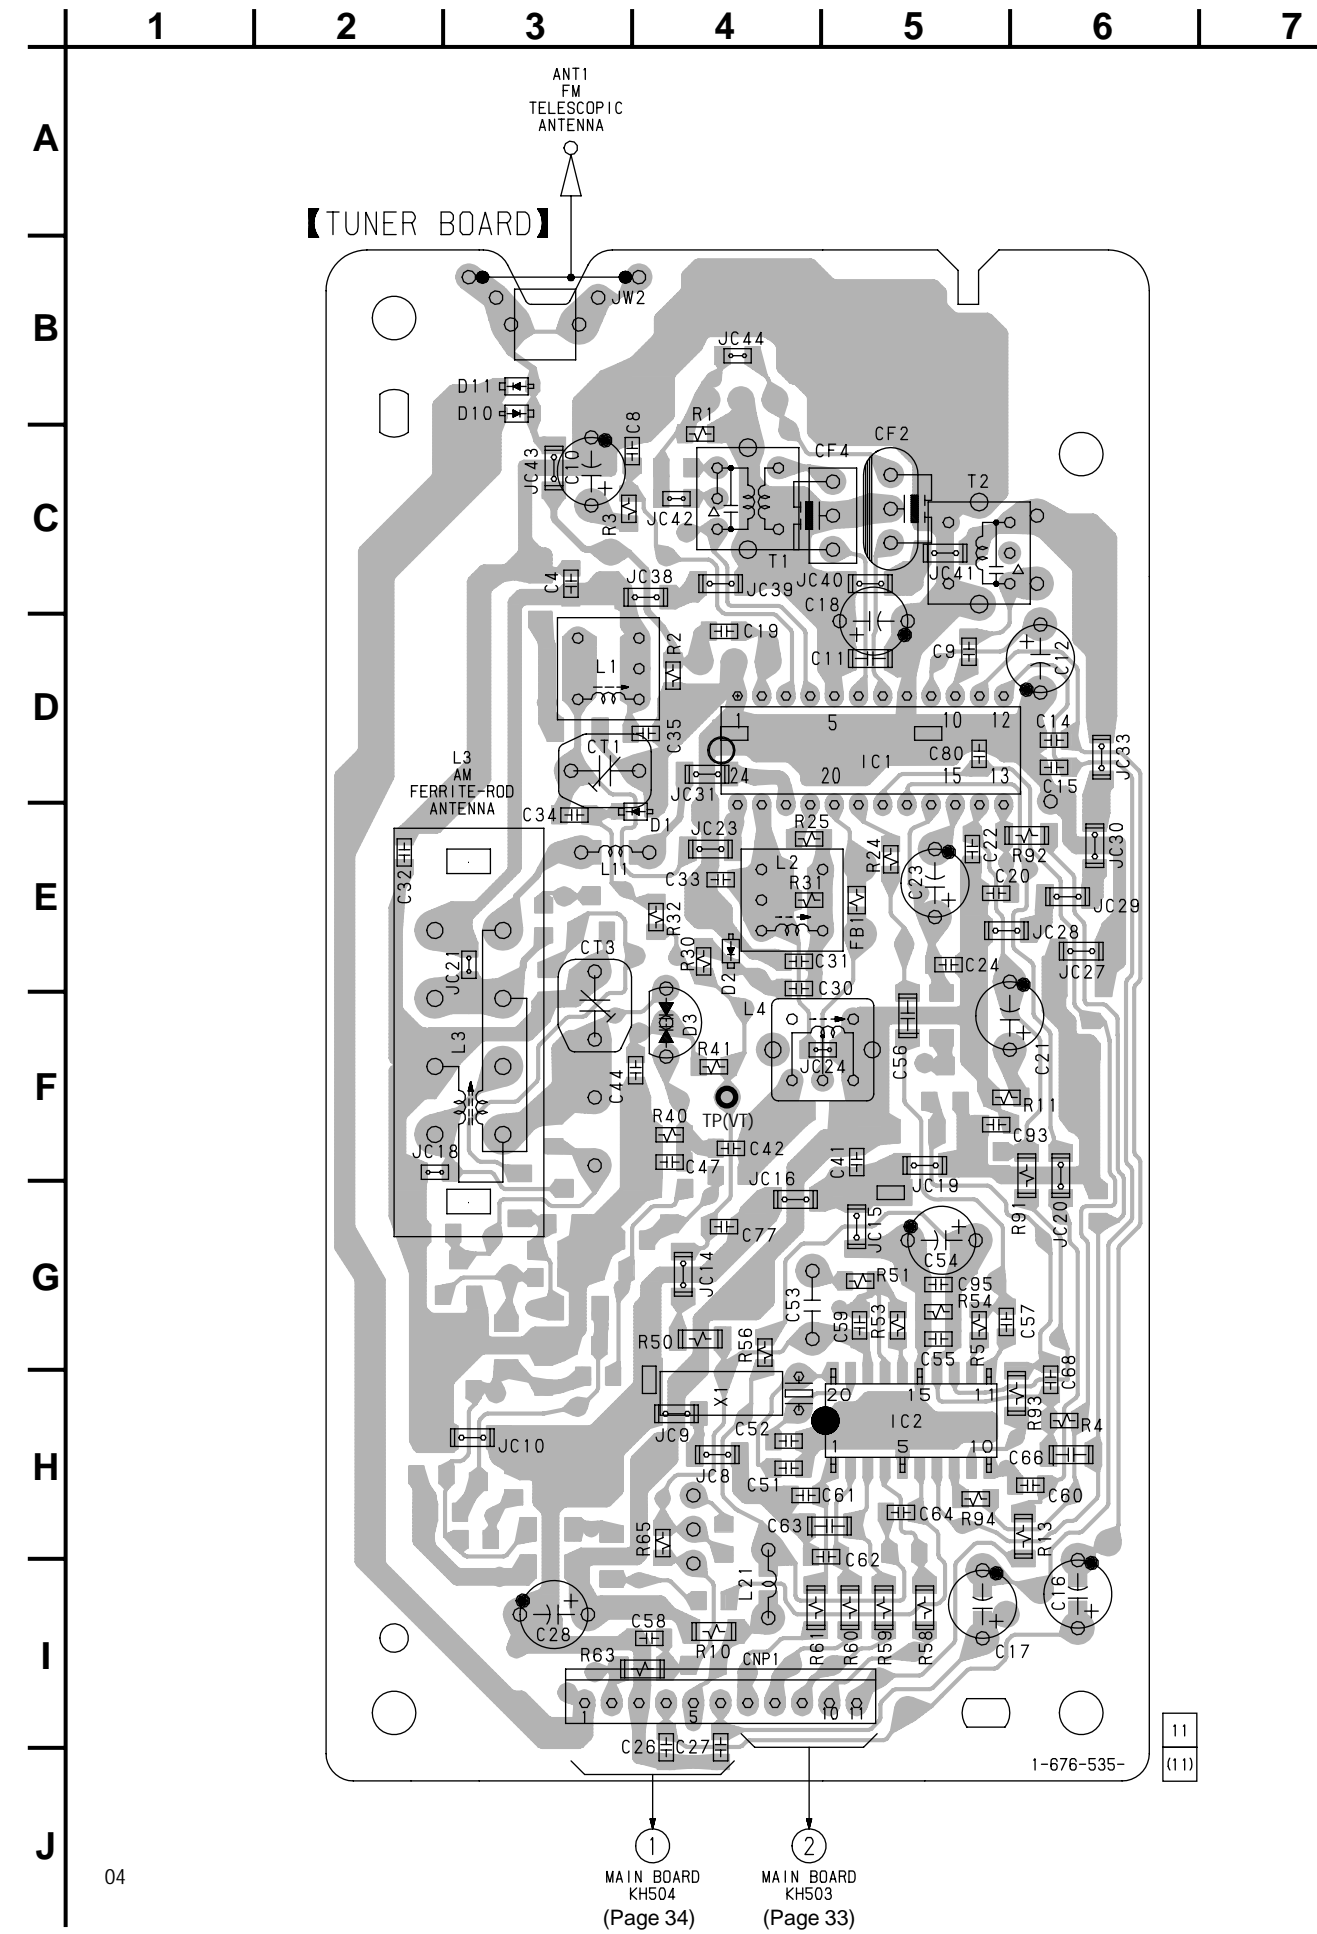 1 2 3 4 5 6 7
ANT1
FM
TELESCOPIC
ANTENNA
A
【TUNER BOARD】
JW2
B
JC44
D11
D10
C8
R1
CF2
CF4
JC43
C10
T2
C
R3
JC42
T1
JC41
C4
JC38
JC39
JC40
C18
C19
R2
C11
C9
C12
L1
D
1 5 10 12
C14
C35
CT1
IC1
C80
JC33
L3
AM
FERRITE-ROD
ANTENNA
24 20 15 13
C15
JC31
C34
D1
JC23
R25
R24
C22
R92
JC30
C32
L11
L2
C33
R31
C23
C20
E
R32
FB1
JC29
CT3
R30
D2
C31
JC28
JC21
C24
JC27
C30
L4
D3
C56
C21
L3
R41
JC24
C44
F
R11
TP(VT)
R40
C93
JC18
C47
C42
C41
JC16
JC19
R91
JC20
C77
JC15
C54
G
JC14
R51
C95
C53
R54
C59
R53
R5
C57
R50
R56
C55
C68
X1
20 15 11
R93
JC9
C52
IC2
R4
JC10
1 5 10
C66
H
JC8
C51
C61
C60
C64
R94
C63
R13
R65
C62
L21
C16
C28
C58
R61
R60
R59
R58
I
R63
R10
CNP1
C17
1 5 10 11
11
C26
C27
1-676-535-
(11)
J
1 2
04
MAIN BOARD
KH504
(Page 34)
MAIN BOARD
KH503
(Page 33)